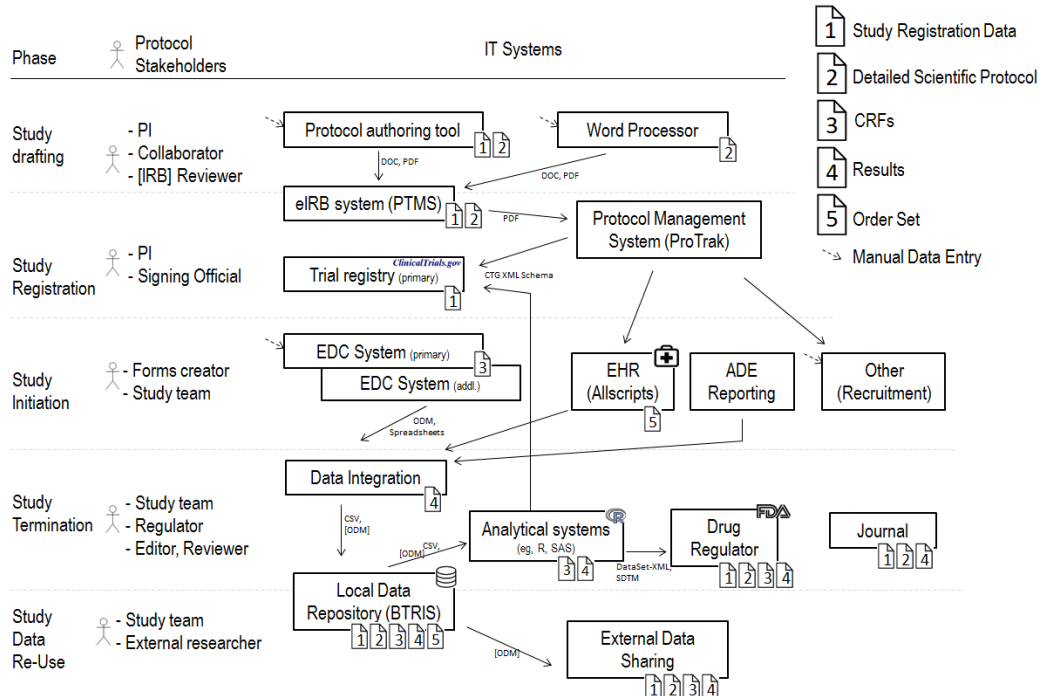 Phase
Protocol
Stakeholders
IT Systems
1 Study Registration Data
2 Detailed Scientific Protocol
3 CRFs
4 Results
5 Order Set
Manual Data Entry
Study
drafting
- PI
- Collaborator
- [IRB] Reviewer
Protocol authoring tool
1 2
Word Processor
2
DOC, PDF
DOC, PDF
eIRB system (PTMS)
1 2
PDF
Protocol Management
System (ProTrak)
Study
Registration
- PI
- Signing Official
ClinicalTrials.gov
Trial registry (primary)
1
CTG XML Schema
Study
Initiation
- Forms creator
- Study team
EDC System (primary)
3
EDC System (addl.)
EHR
(Allscripts)
5
ADE
Reporting
Other
(Recruitment)
ODM,
Spreadsheets
Study
Termination
- Study team
- Regulator
- Editor, Reviewer
Data Integration
4
CSV,
[ODM]
CSV,
[ODM]
Analytical systems
(eg, R, SAS)
R
3 4
DataSet-XML,
SDTM
FDA
Drug
Regulator
1 2 3 4
Journal
1 2 4
Study
Data
Re-Use
- Study team
- External researcher
Local Data
Repository (BTRIS)
1 2 3 4 5
[ODM]
External Data
Sharing
1 2 3 4